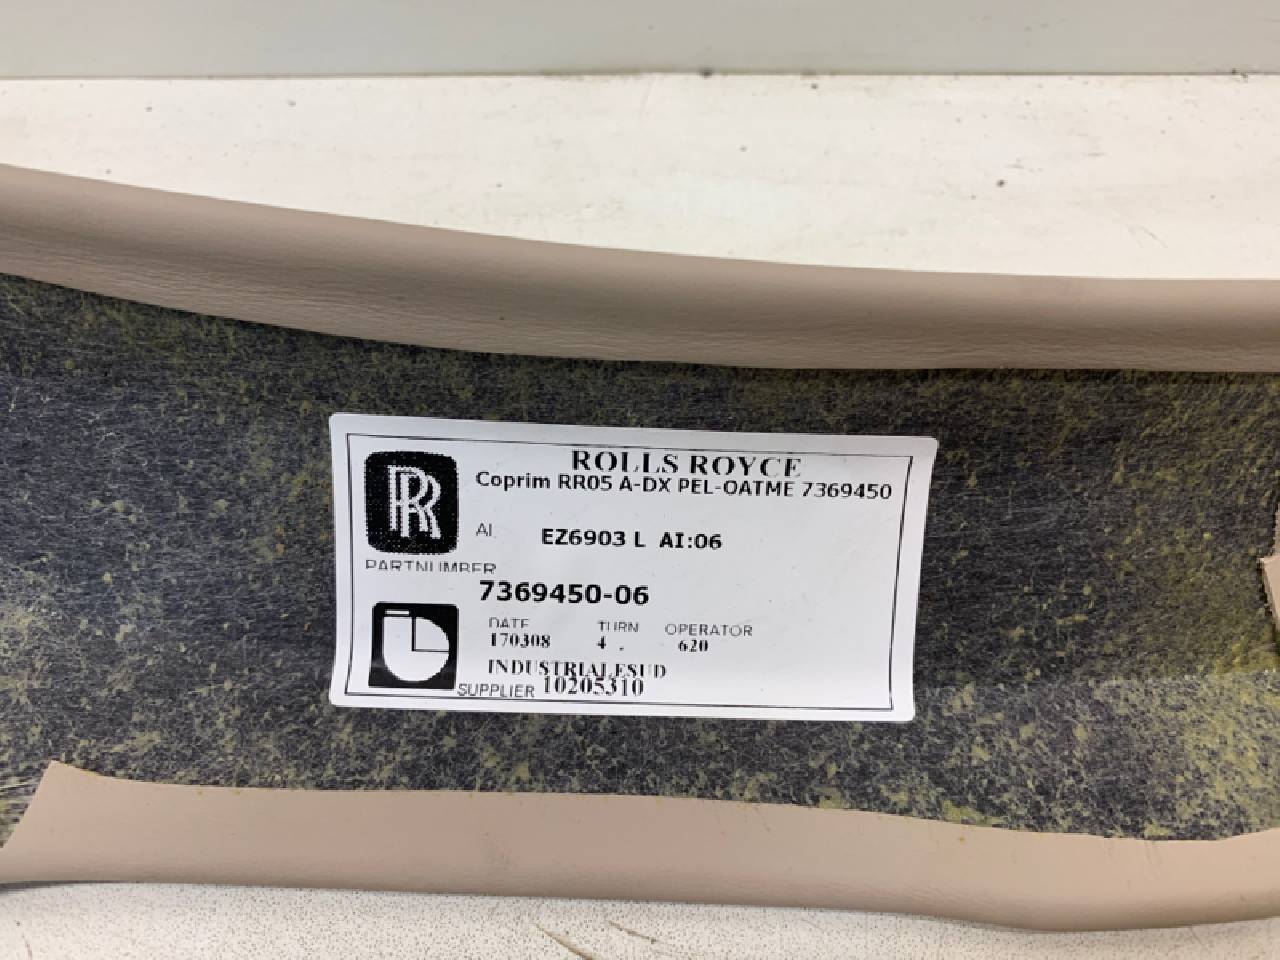 ROLLS ROYCE
Coprim RR05 A-DX PEL-OATME 7369450
RR
AI. EZ6903 L AI:06
PARTNUMBER
7369450-06
DATE TURN OPERATOR
170308 4 . 620
INDUSTRIALESUD
SUPPLIER 10205310